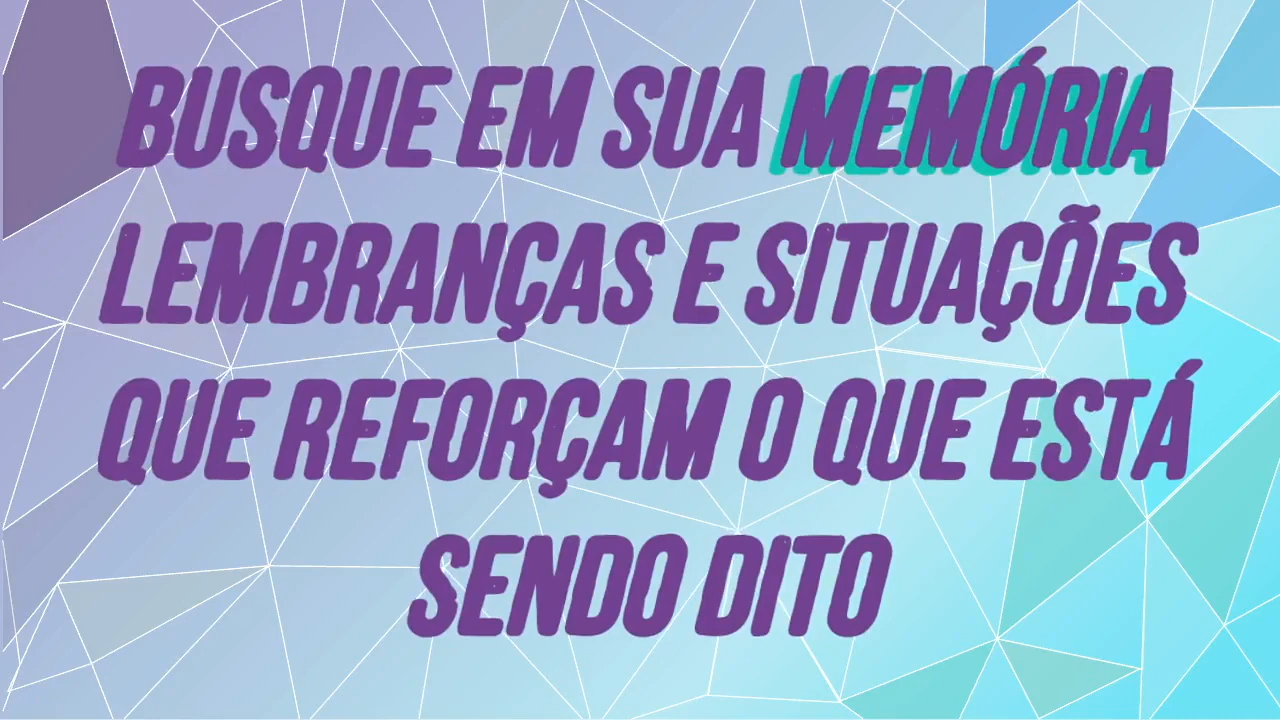 BUSQUE EM SUA MEMÓRIA
LEMBRANÇAS E SITUAÇÕES
QUE REFORÇAM O QUE ESTÁ
SENDO DITO